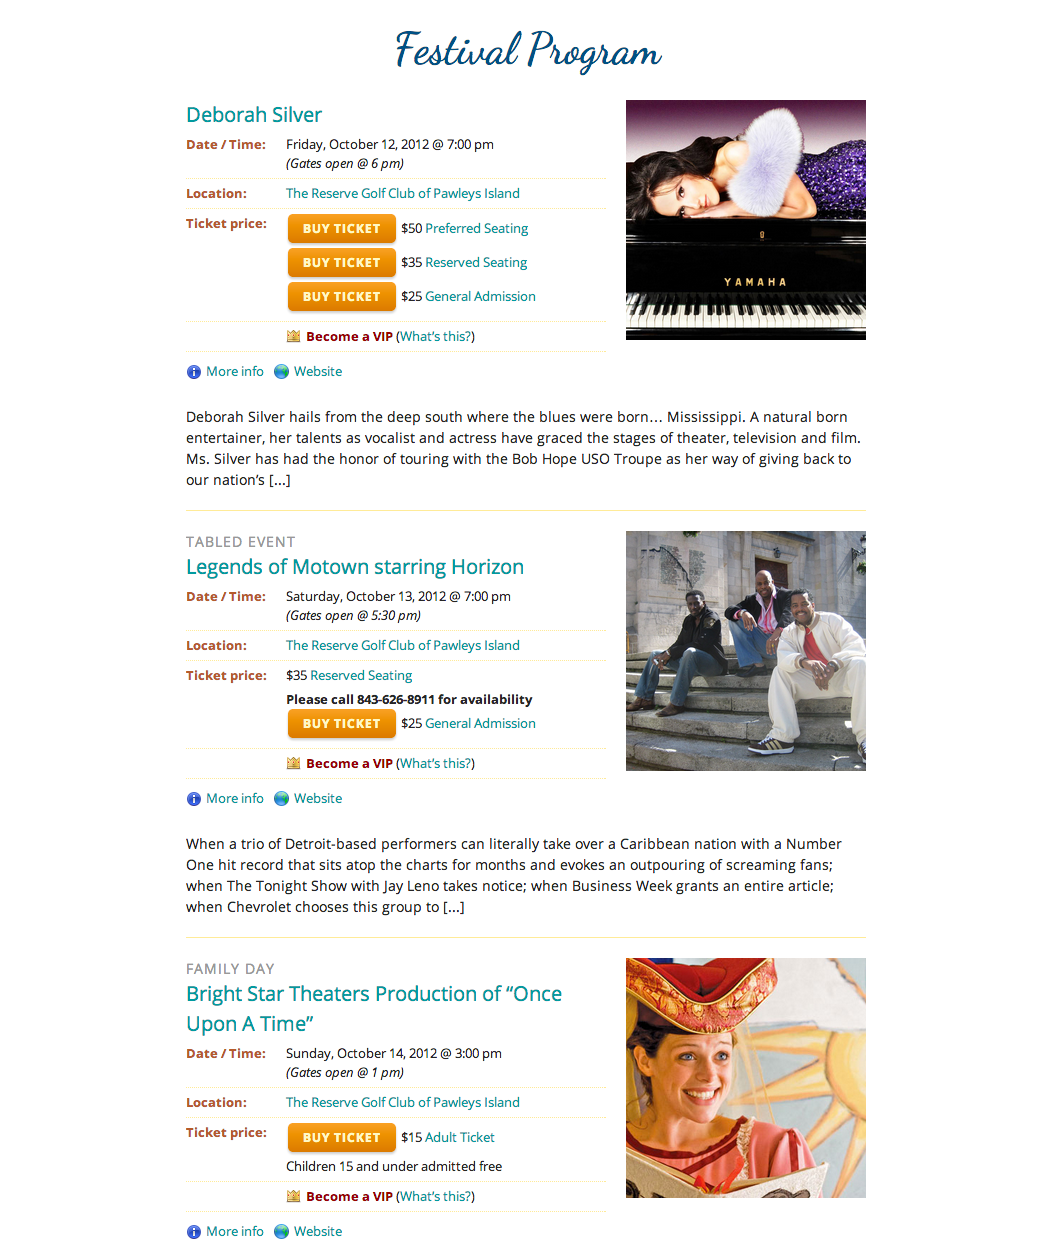 Festival Program
Deborah Silver
Date / Time: Friday, October 12, 2012 @ 7:00 pm
(Gates open @ 6 pm)
Location: The Reserve Golf Club of Pawleys Island
Ticket price: BUY TICKET $50 Preferred Seating
BUY TICKET $35 Reserved Seating
BUY TICKET $25 General Admission
Become a VIP (What's this?)
More info Website
YAMAHA
Deborah Silver hails from the deep south where the blues were born… Mississippi. A natural born
entertainer, her talents as vocalist and actress have graced the stages of theater, television and film.
Ms. Silver has had the honor of touring with the Bob Hope USO Troupe as her way of giving back to
our nation's [...]
TABLED EVENT
Legends of Motown starring Horizon
Date / Time: Saturday, October 13, 2012 @ 7:00 pm
(Gates open @ 5:30 pm)
Location: The Reserve Golf Club of Pawleys Island
Ticket price: $35 Reserved Seating
Please call 843-626-8911 for availability
BUY TICKET $25 General Admission
Become a VIP (What's this?)
More info Website
When a trio of Detroit-based performers can literally take over a Caribbean nation with a Number
One hit record that sits atop the charts for months and evokes an outpouring of screaming fans;
when The Tonight Show with Jay Leno takes notice; when Business Week grants an entire article;
when Chevrolet chooses this group to [...]
FAMILY DAY
Bright Star Theaters Production of “Once
Upon A Time”
Date / Time: Sunday, October 14, 2012 @ 3:00 pm
(Gates open @ 1 pm)
Location: The Reserve Golf Club of Pawleys Island
Ticket price: BUY TICKET $15 Adult Ticket
Children 15 and under admitted free
Become a VIP (What's this?)
More info Website